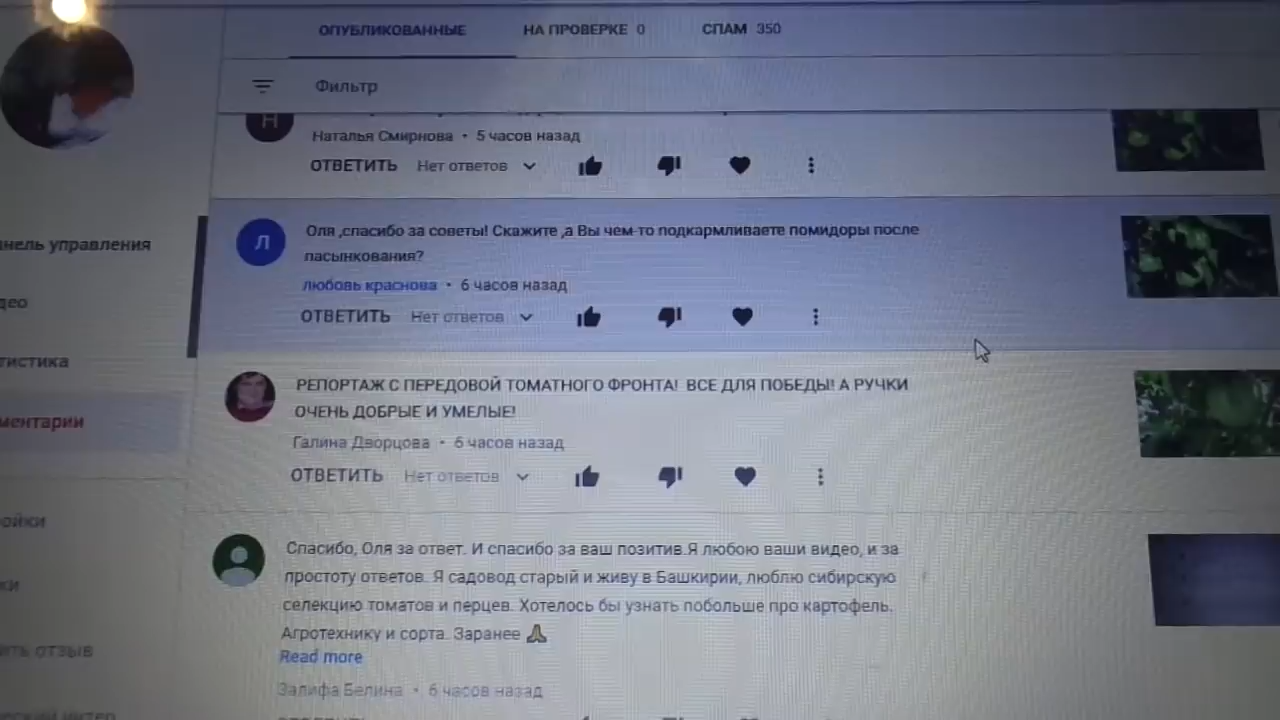 ОПУБЛИКОВАННЫЕ НА ПРОВЕРКЕ 0 СПАМ 350
Фильтр
Н
Наталья Смирнова • 5 часов назад
ОТВЕТИТЬ Нет ответов
Л
Оля ,спасибо за советы! Скажите ,а Вы чем-то подкармливаете помидоры после
пасынкования?
любовь краснова • 6 часов назад
ОТВЕТИТЬ Нет ответов
РЕПОРТАЖ С ПЕРЕДОВОЙ ТОМАТНОГО ФРОНТА! ВСЕ ДЛЯ ПОБЕДЫ! А РУЧКИ
ОЧЕНЬ ДОБРЫЕ И УМЕЛЫЕ!
Галина Дворцова • 6 часов назад
ОТВЕТИТЬ Нет ответов
Спасибо, Оля за ответ. И спасибо за ваш позитив.Я любою ваши видео, и за
простоту ответов. Я садовод старый и живу в Башкирии, люблю сибирскую
селекцию томатов и перцев. Хотелось бы узнать побольше про картофель.
Агротехнику и сорта. Заранее 🙏
Read more
Залифа Белина • 6 часов назад
нель управления
део
тистика
ментарии
ойки
ки
ить отзыв